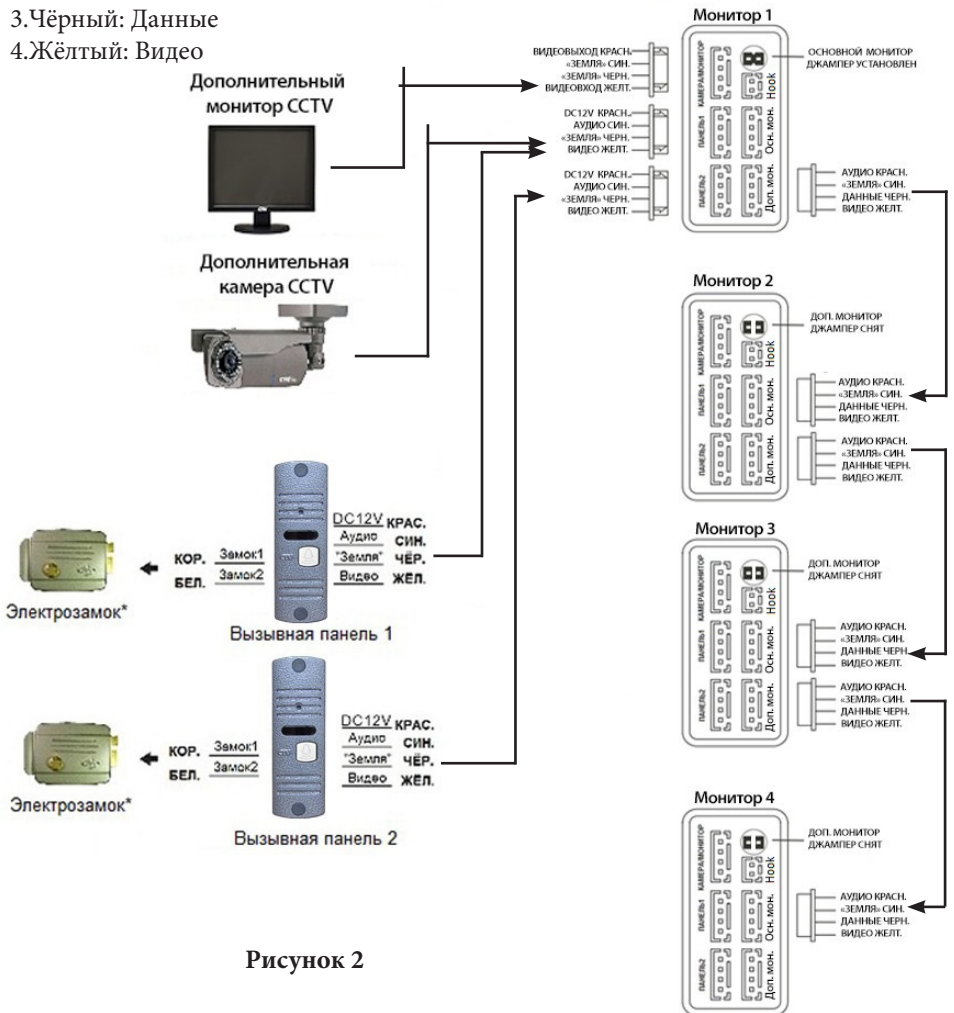 3.Чёрный: Данные
4.Жёлтый: Видео
Дополнительный
монитор CCTV
Дополнительная
камера CCTV
ВИДЕОВЫХОД КРАСН.
«ЗЕМЛЯ» СИН.
«ЗЕМЛЯ» ЧЕРН.
ВИДЕОВХОД ЖЕЛТ.
DC12V КРАСН.
АУДИО СИН.
«ЗЕМЛЯ» ЧЕРН.
ВИДЕО ЖЕЛТ.
DC12V КРАСН.
АУДИО СИН.
«ЗЕМЛЯ» ЧЕРН.
ВИДЕО ЖЕЛТ.
Монитор 1
КАМЕРА/МОНИТОР
Hook
ПАНЕЛЬ1
Осн. мон.
ПАНЕЛЬ2
Доп. мон.
ОСНОВНОЙ МОНИТОР
ДЖАМПЕР УСТАНОВЛЕН
АУДИО КРАСН.
«ЗЕМЛЯ» СИН.
ДАННЫЕ ЧЕРН.
ВИДЕО ЖЕЛТ.
Монитор 2
КАМЕРА/МОНИТОР
Hook
ПАНЕЛЬ1
Осн. мон.
ПАНЕЛЬ2
Доп. мон.
ДОП. МОНИТОР
ДЖАМПЕР СНЯТ
АУДИО КРАСН.
«ЗЕМЛЯ» СИН.
ДАННЫЕ ЧЕРН.
ВИДЕО ЖЕЛТ.
АУДИО КРАСН.
«ЗЕМЛЯ» СИН.
ДАННЫЕ ЧЕРН.
ВИДЕО ЖЕЛТ.
Монитор 3
КАМЕРА/МОНИТОР
Hook
ПАНЕЛЬ1
Осн. мон.
ПАНЕЛЬ2
Доп. мон.
ДОП. МОНИТОР
ДЖАМПЕР СНЯТ
АУДИО КРАСН.
«ЗЕМЛЯ» СИН.
ДАННЫЕ ЧЕРН.
ВИДЕО ЖЕЛТ.
АУДИО КРАСН.
«ЗЕМЛЯ» СИН.
ДАННЫЕ ЧЕРН.
ВИДЕО ЖЕЛТ.
Монитор 4
КАМЕРА/МОНИТОР
Hook
ПАНЕЛЬ1
Осн. мон.
ПАНЕЛЬ2
Доп. мон.
ДОП. МОНИТОР
ДЖАМПЕР СНЯТ
АУДИО КРАСН.
«ЗЕМЛЯ» СИН.
ДАННЫЕ ЧЕРН.
ВИДЕО ЖЕЛТ.
КОР. Замок1
БЕЛ. Замок2
Электрозамок*
DC12V КРАС.
Аудио СИН.
"Земля" ЧЁР.
Видео ЖЁЛ.
Вызывная панель 1
КОР. Замок1
БЕЛ. Замок2
Электрозамок*
DC12V КРАС.
Аудио СИН.
"Земля" ЧЁР.
Видео ЖЁЛ.
Вызывная панель 2
Рисунок 2